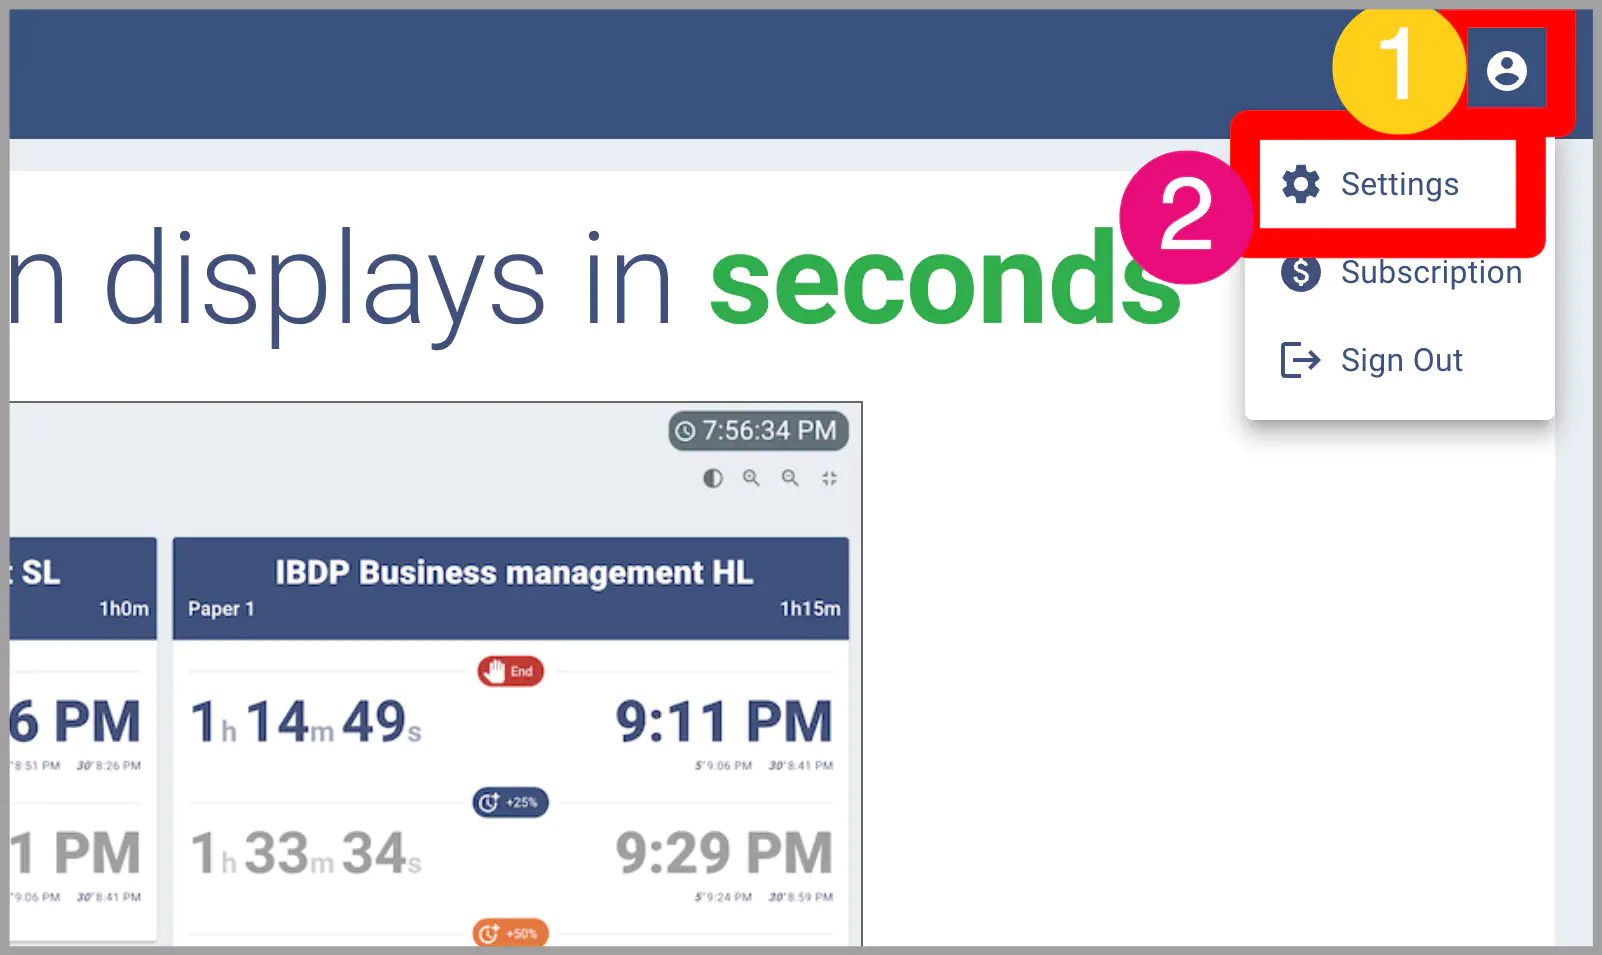 1
2
Settings
Subscription
Sign Out
n displays in seconds
7:56:34 PM
: SL
1h0m
IBDP Business management HL
Paper 1
1h15m
End
6 PM
1h 14m 49s
9:11 PM
8:51 PM 30' 8:26 PM
5' 9:06 PM 30' 8:41 PM
+25%
1 PM
1h 33m 34s
9:29 PM
9:06 PM 30' 8:41 PM
5' 9:24 PM 30' 8:59 PM
+50%